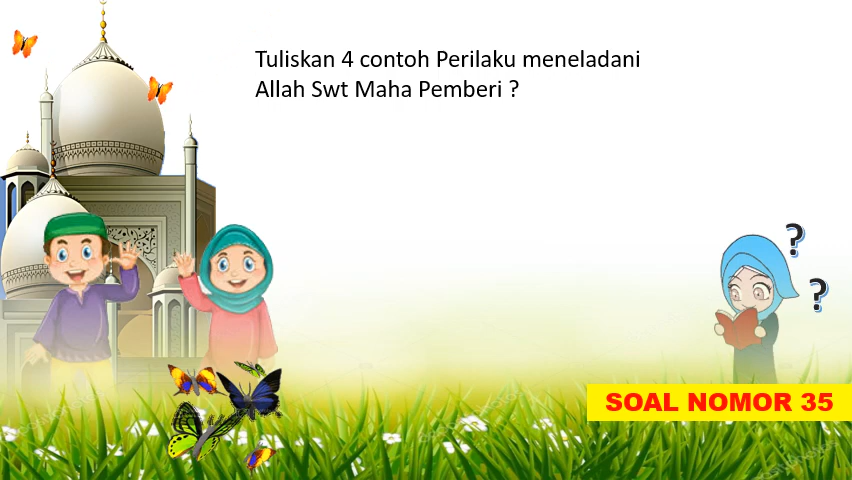 Tuliskan 4 contoh Perilaku meneladani
Allah Swt Maha Pemberi ?
?
?
SOAL NOMOR 35